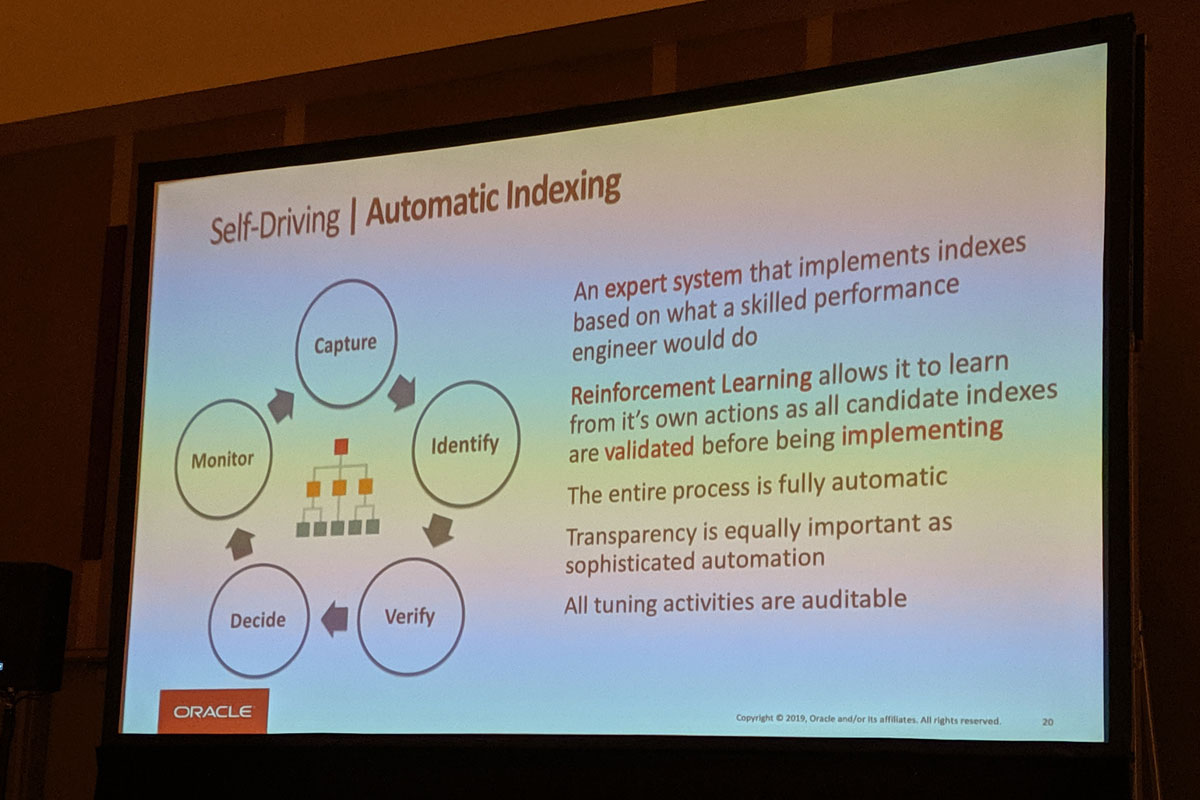 Self-Driving | Automatic Indexing
Capture
Identify
Verify
Decide
Monitor
An expert system that implements indexes
based on what a skilled performance
engineer would do
Reinforcement Learning allows it to learn
from it's own actions as all candidate indexes
are validated before being implementing
The entire process is fully automatic
Transparency is equally important as
sophisticated automation
All tuning activities are auditable
ORACLE
Copyright © 2019, Oracle and/or its affiliates. All rights reserved.
20